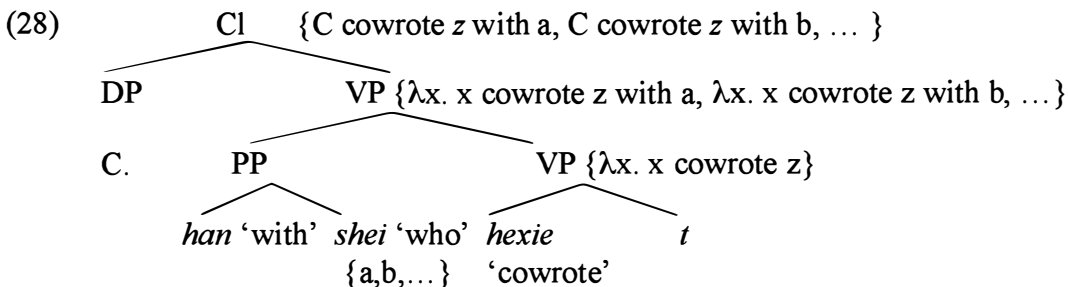 (28) Cl {C cowrote z with a, C cowrote z with b, … }
DP VP {λx. x cowrote z with a, λx. x cowrote z with b, …}
C. PP VP {λx. x cowrote z}
han ‘with’ shei ‘who’ hexie t
{a,b,…} ‘cowrote’